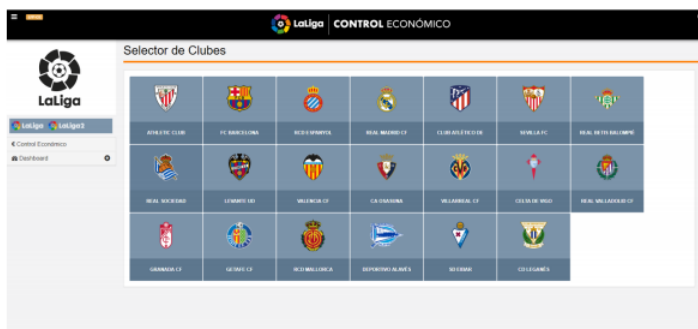 LaLiga CONTROL ECONÓMICO
Selector de Clubes
LaLiga
LaLiga LaLiga2
Control Económico
Dashboard
ATHLETIC CLUB FC BARCELONA RCD ESPANYOL REAL MADRID CF CLUB ATLÉTICO DE SEVILLA FC REAL BETIS BALOMPIÉ
REAL SOCIEDAD LEVANTE UD VALENCIA CF CA OSASUNA VILLARREAL CF CELTA DE VIGO REAL VALLADOLID CF
GRANADA CF GETAFE CF RCD MALLORCA DEPORTIVO ALAVÉS SD EIBAR CD LEGANÉS